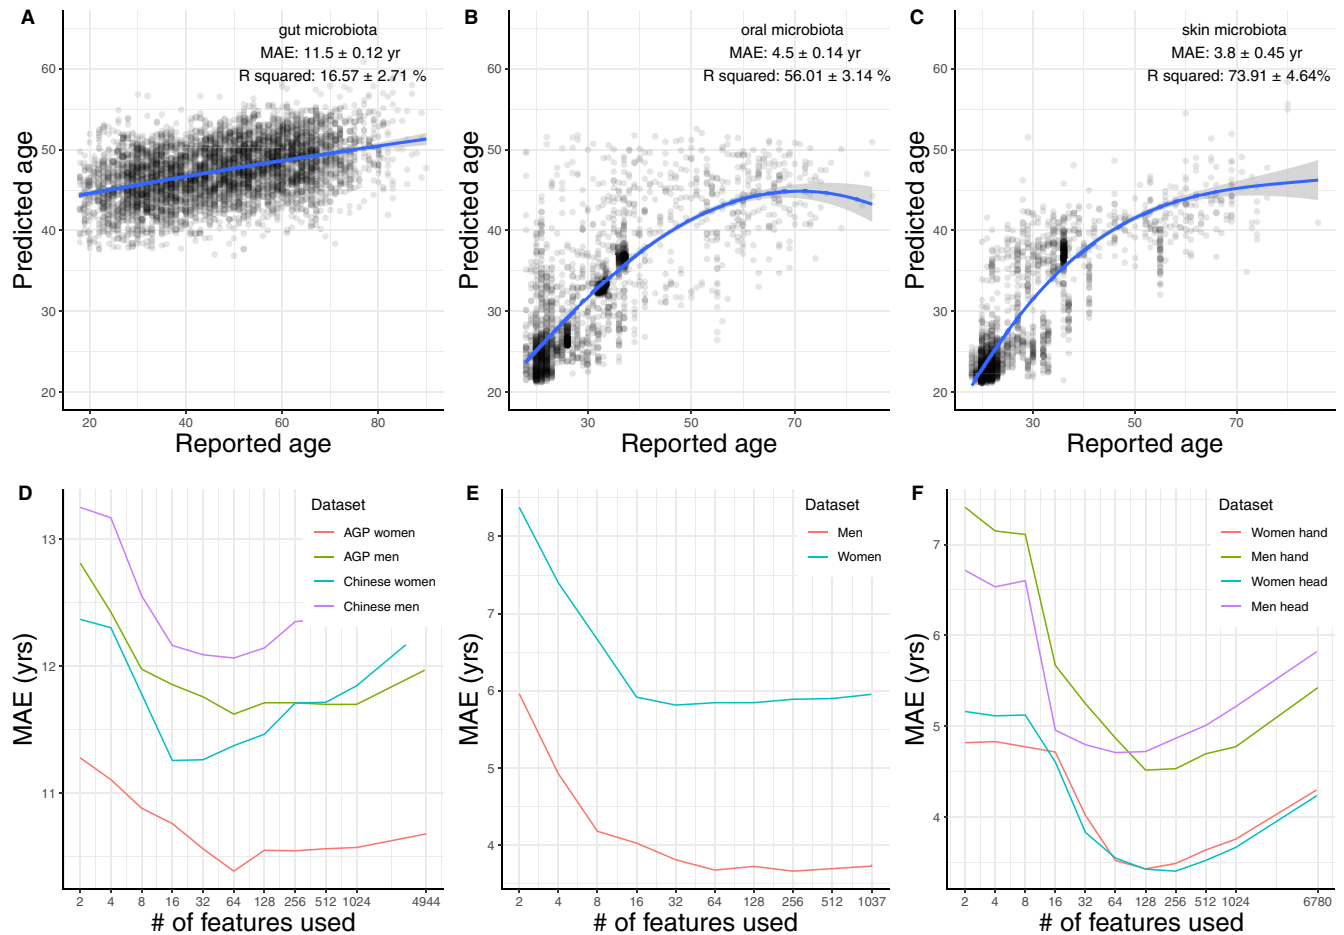 A
gut microbiota
MAE: 11.5 ± 0.12 yr
R squared: 16.57 ± 2.71 %
Predicted age
60
50
40
30
20
20
40
60
80
Reported age
B
oral microbiota
MAE: 4.5 ± 0.14 yr
R squared: 56.01 ± 3.14 %
Predicted age
60
50
40
30
20
30
50
70
Reported age
C
skin microbiota
MAE: 3.8 ± 0.45 yr
R squared: 73.91 ± 4.64%
Predicted age
60
50
40
30
20
30
50
70
Reported age
D
Dataset
AGP women
AGP men
Chinese women
Chinese men
MAE (yrs)
13
12
11
2 4 8 16 32 64 128 256 512 1024 4944
# of features used
E
Dataset
Men
Women
MAE (yrs)
8
7
6
5
4
2 4 8 16 32 64 128 256 512 1037
# of features used
F
Dataset
Women hand
Men hand
Women head
Men head
MAE (yrs)
7
6
5
4
2 4 8 16 32 64 128 256 512 1024 6780
# of features used